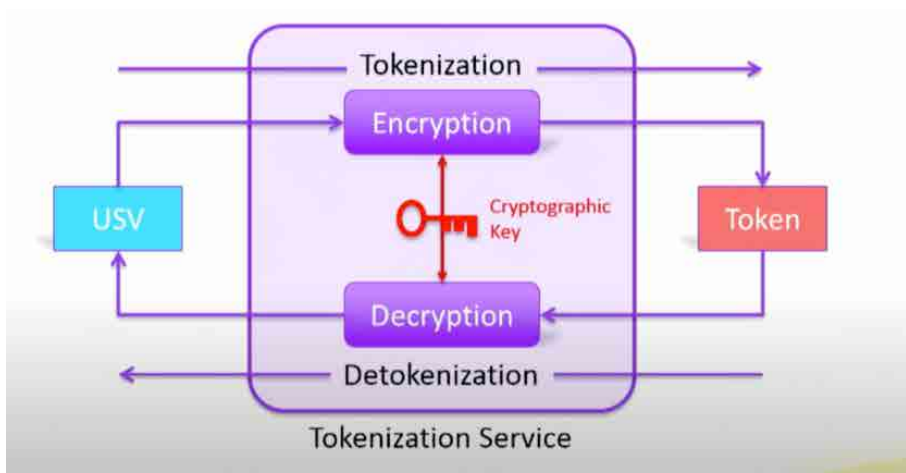 Tokenization
Encryption
USV
Cryptographic
Key
Token
Decryption
Detokenization
Tokenization Service